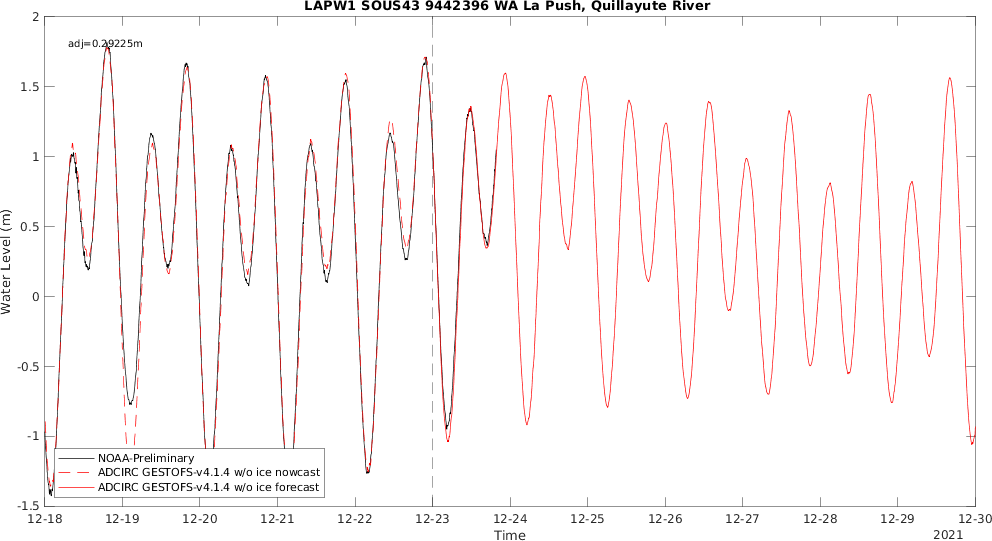 LAPW1 SOUS43 9442396 WA La Push, Quillayute River
adj=0.29225m
2
1.5
1
0.5
0
-0.5
-1
-1.5
Water Level (m)
NOAA-Preliminary
ADCIRC GESTOFS-v4.1.4 w/o ice nowcast
ADCIRC GESTOFS-v4.1.4 w/o ice forecast
12-18 12-19 12-20 12-21 12-22 12-23 12-24 12-25 12-26 12-27 12-28 12-29 12-30
Time
2021